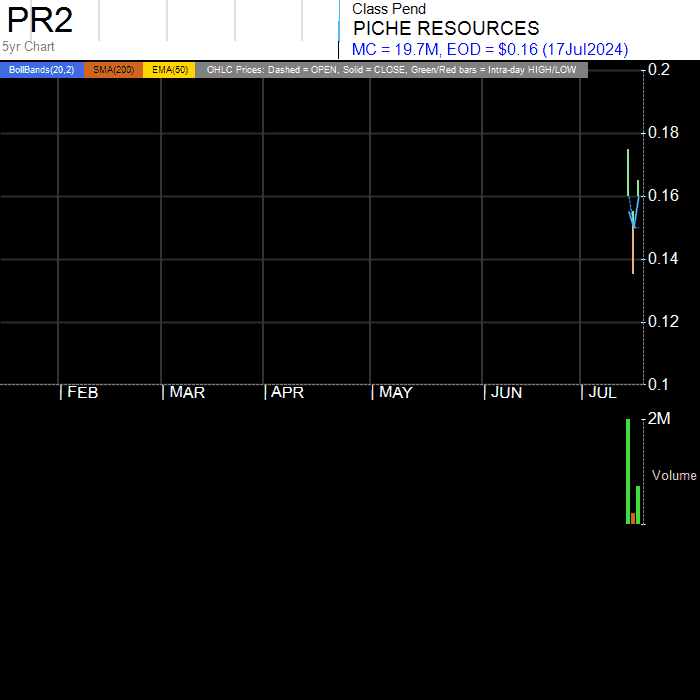 PR2
5yr Chart
Class Pend
PICHE RESOURCES
MC = 19.7M, EOD = $0.16 (17Jul2024)
BollBands(20,2) SMA(200) EMA(50) OHLC Prices: Dashed = OPEN, Solid = CLOSE, Green/Red bars = Intra-day HIGH/LOW
0.2
0.18
0.16
0.14
0.12
0.1
FEB MAR APR MAY JUN JUL
2M
Volume